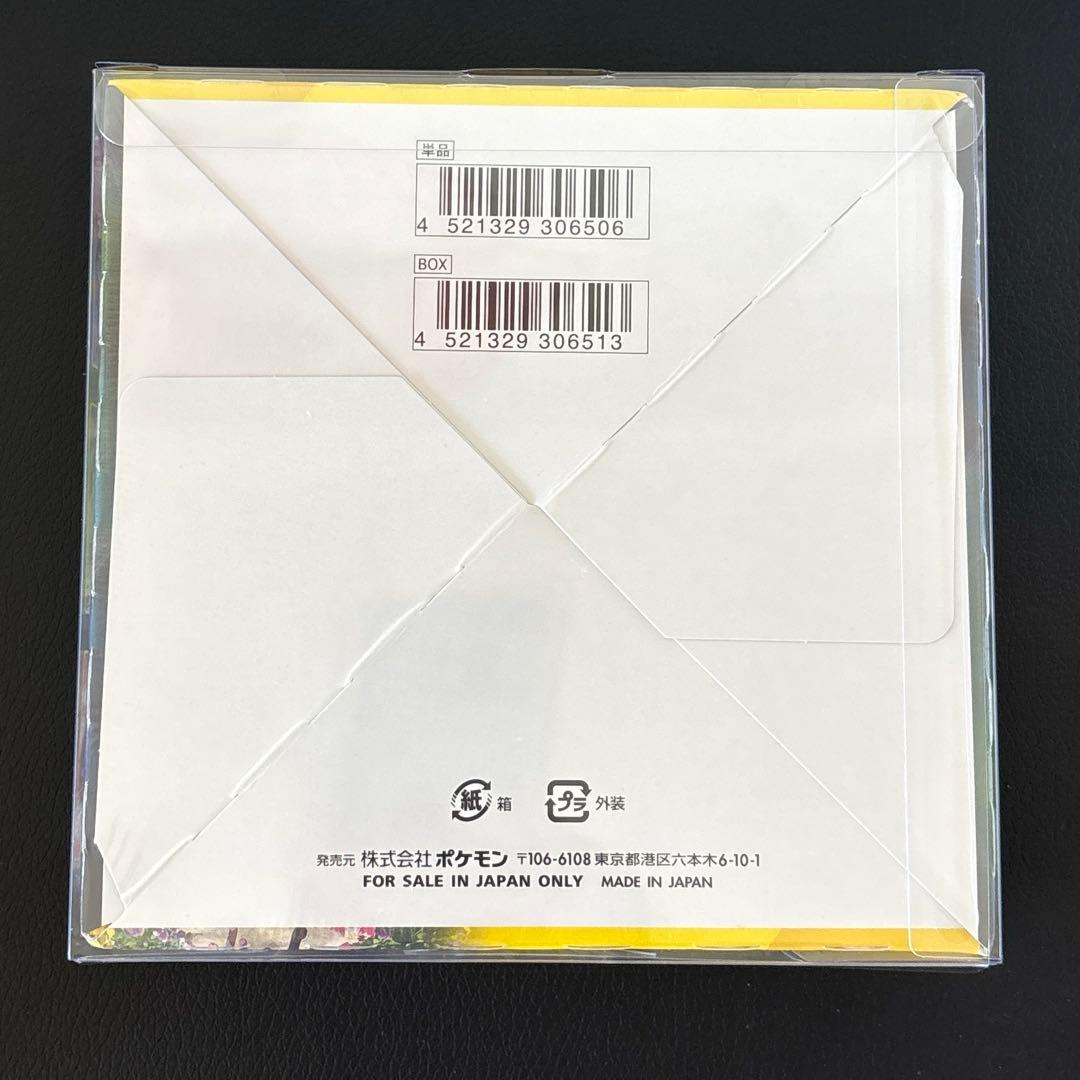 単品
4 521329 306506
BOX
4 521329 306513
紙 箱 プラ 外装
発売元 株式会社 ポケモン 〒106-6108 東京都港区六本木6-10-1
FOR SALE IN JAPAN ONLY MADE IN JAPAN